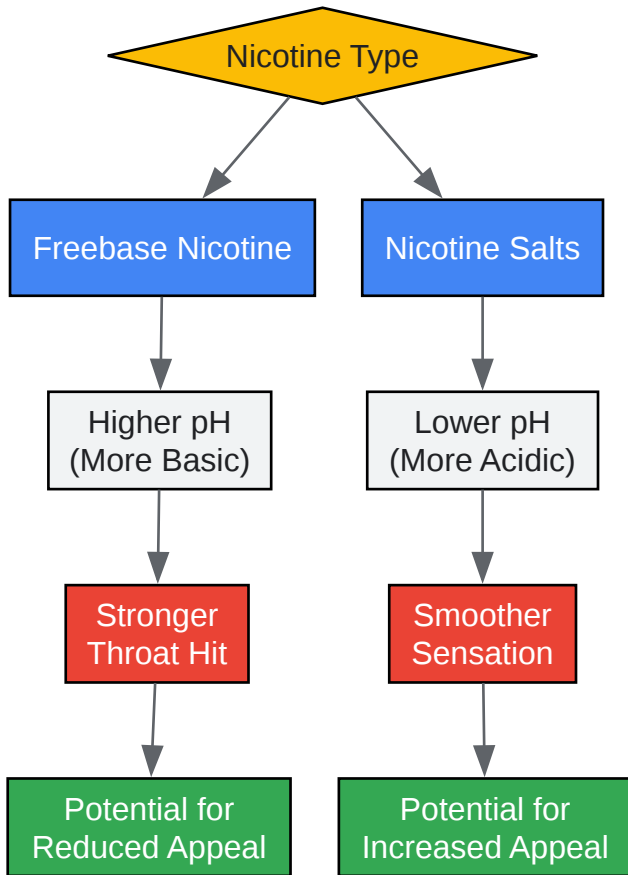 Nicotine Type
Freebase Nicotine
Nicotine Salts
Higher pH
(More Basic)
Lower pH
(More Acidic)
Stronger
Throat Hit
Smoother
Sensation
Potential for
Reduced Appeal
Potential for
Increased Appeal